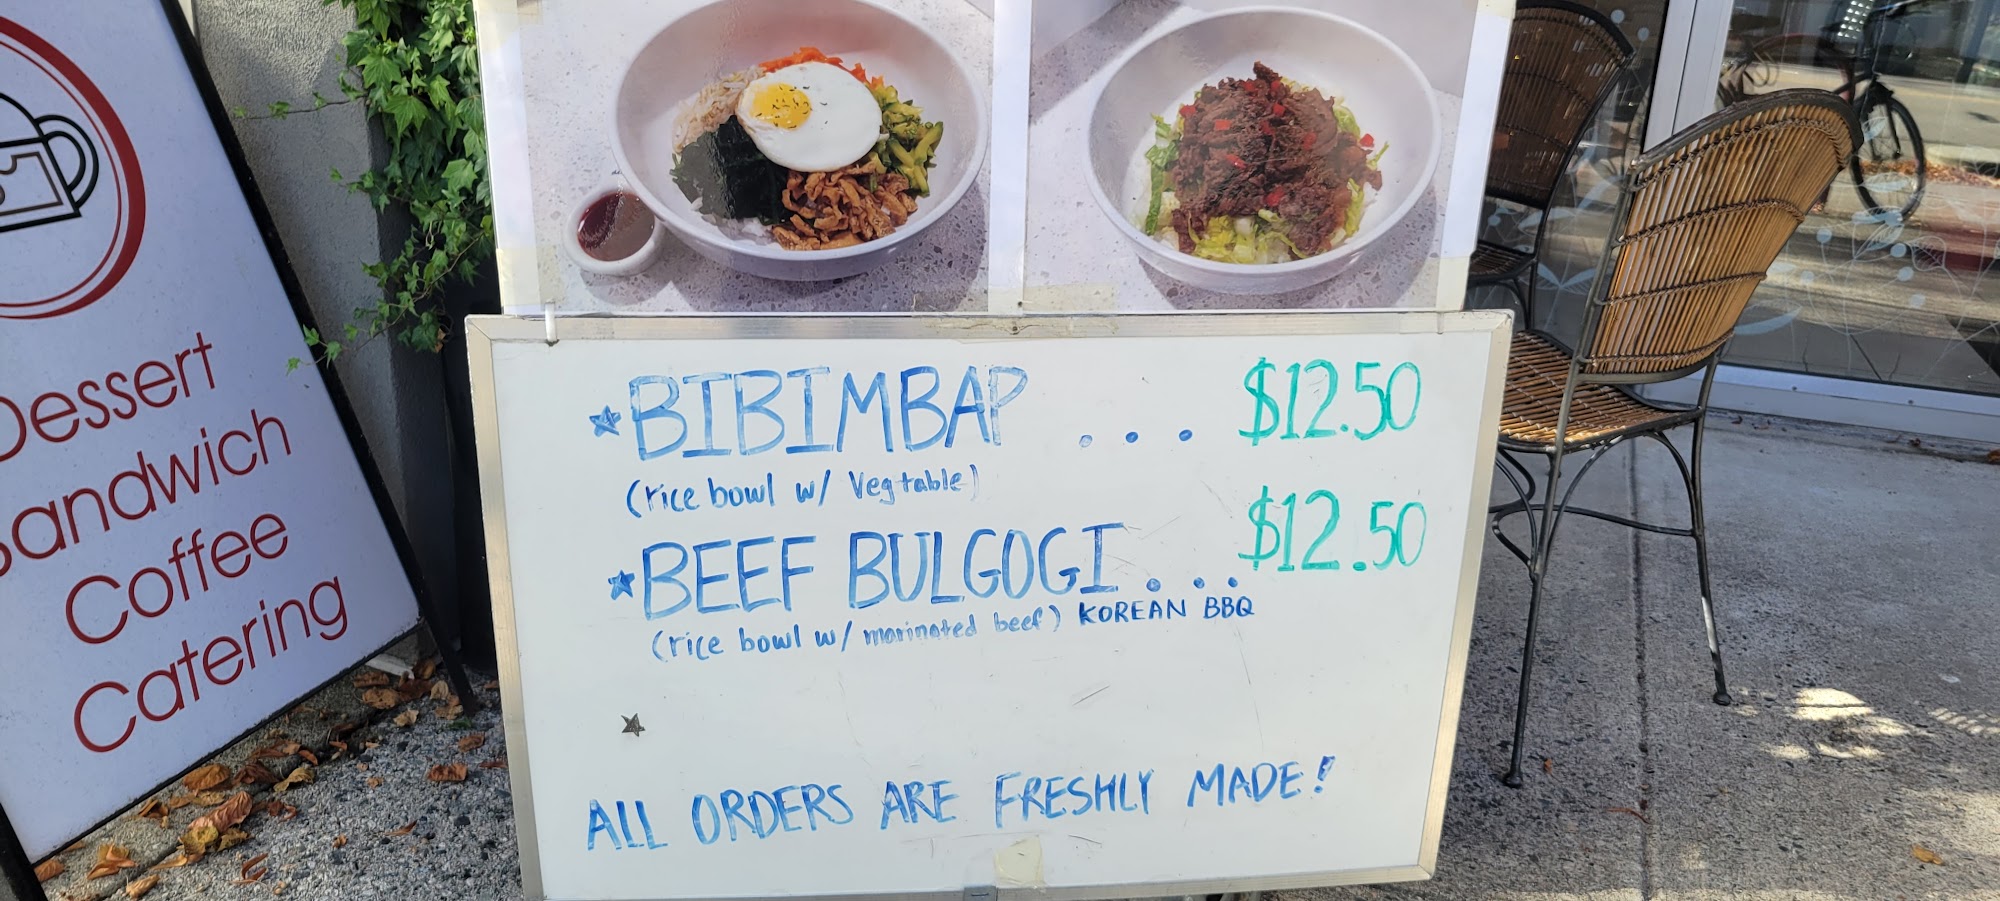 Dessert
Sandwich
Coffee
Catering
★BIBIMBAP ... $12.50
(rice bowl w/ Vegtable)
★BEEF BULGOGI... $12.50
(rice bowl w/ marinated beef) KOREAN BBQ
★
ALL ORDERS ARE FRESHLY MADE!